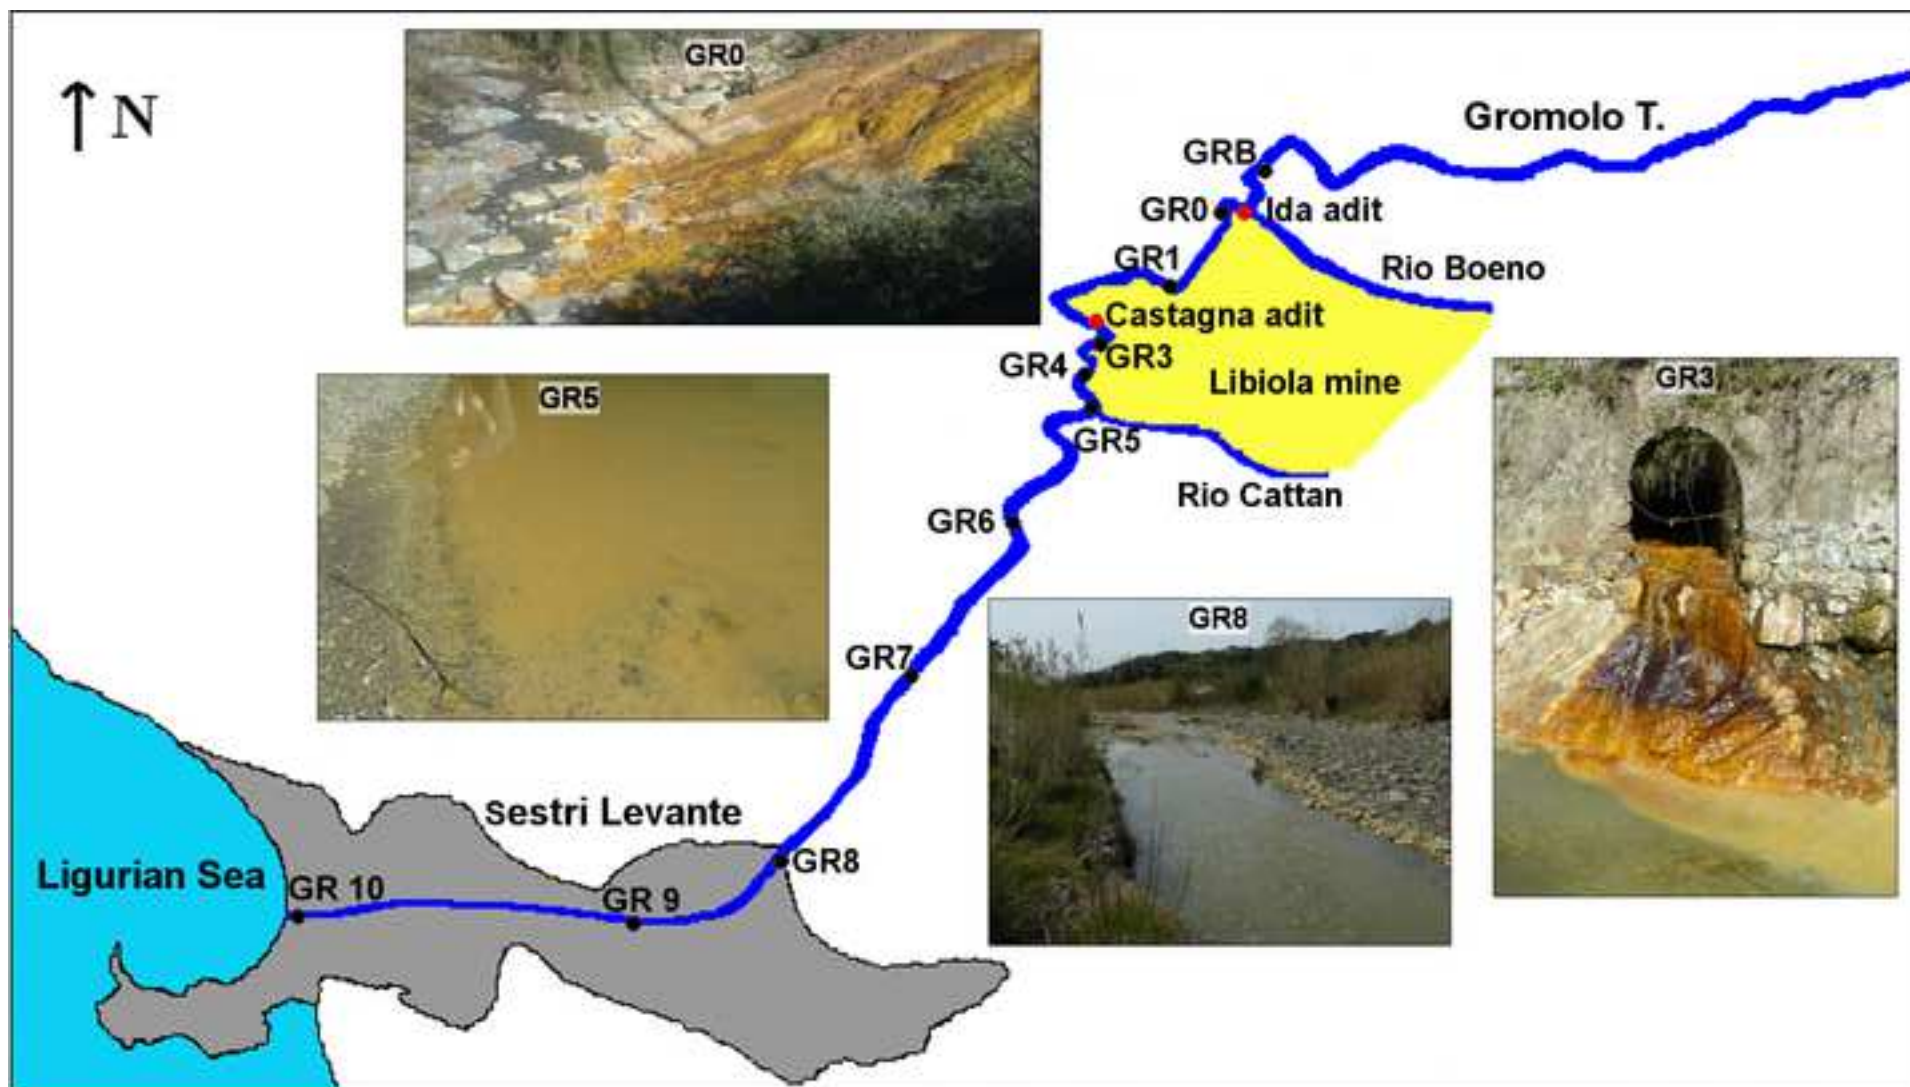 GR0
N
Gromolo T.
GRB
GR0
Ida adit
GR1
Rio Boeno
Castagna adit
GR3
GR4
Libiola mine
GR3
GR5
GR5
Rio Cattan
GR6
GR8
GR7
Sestri Levante
GR8
Ligurian Sea
GR 10
GR 9